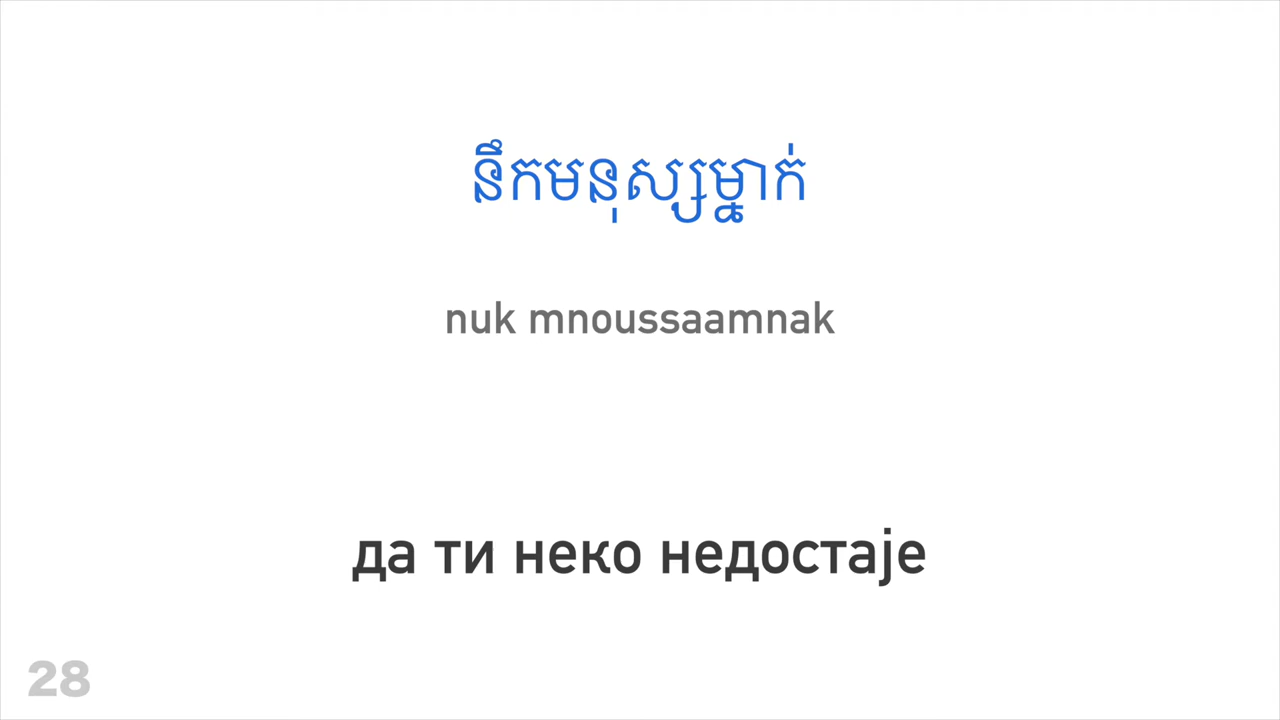 នឹកមនុស្សម្នាក់
nuk mnoussaamnak
да ти неко недостаје
28